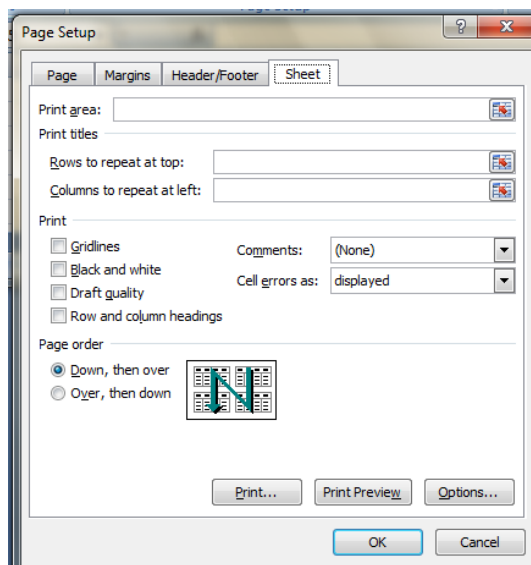 Page Setup
Page Setup
?
Page Margins Header/Footer Sheet
Print area:
Print titles
Rows to repeat at top:
Columns to repeat at left:
Print
Gridlines Comments: (None)
Black and white Cell errors as: displayed
Draft quality
Row and column headings
Page order
Down, then over
Over, then down
Print... Print Preview Options...
OK Cancel